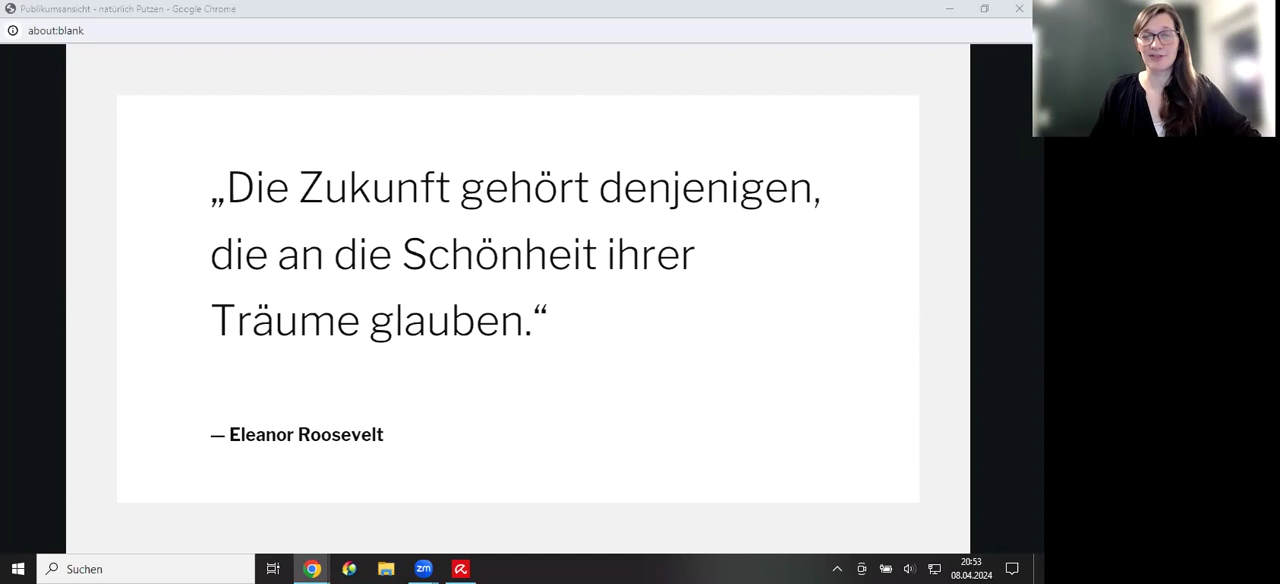 Publikumsansicht - natürlich Putzen - Google Chrome
about:blank
„Die Zukunft gehört denjenigen,
die an die Schönheit ihrer
Träume glauben.“
— Eleanor Roosevelt
Suchen
zm
20:53
08.04.2024